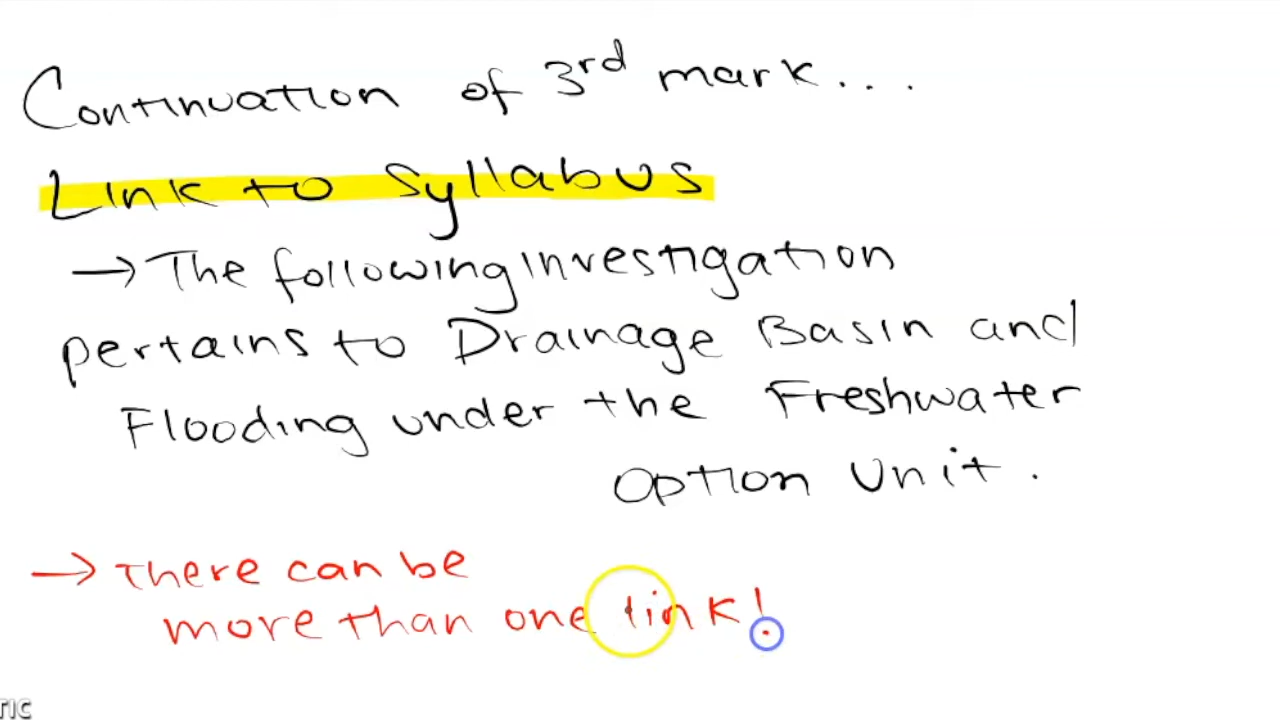 Continuation of 3rd mark...
Link to Syllabus
→ The following investigation
pertains to Drainage Basin and
Flooding under the Freshwater
Option Unit.
→ There can be
more than one link!
TIC